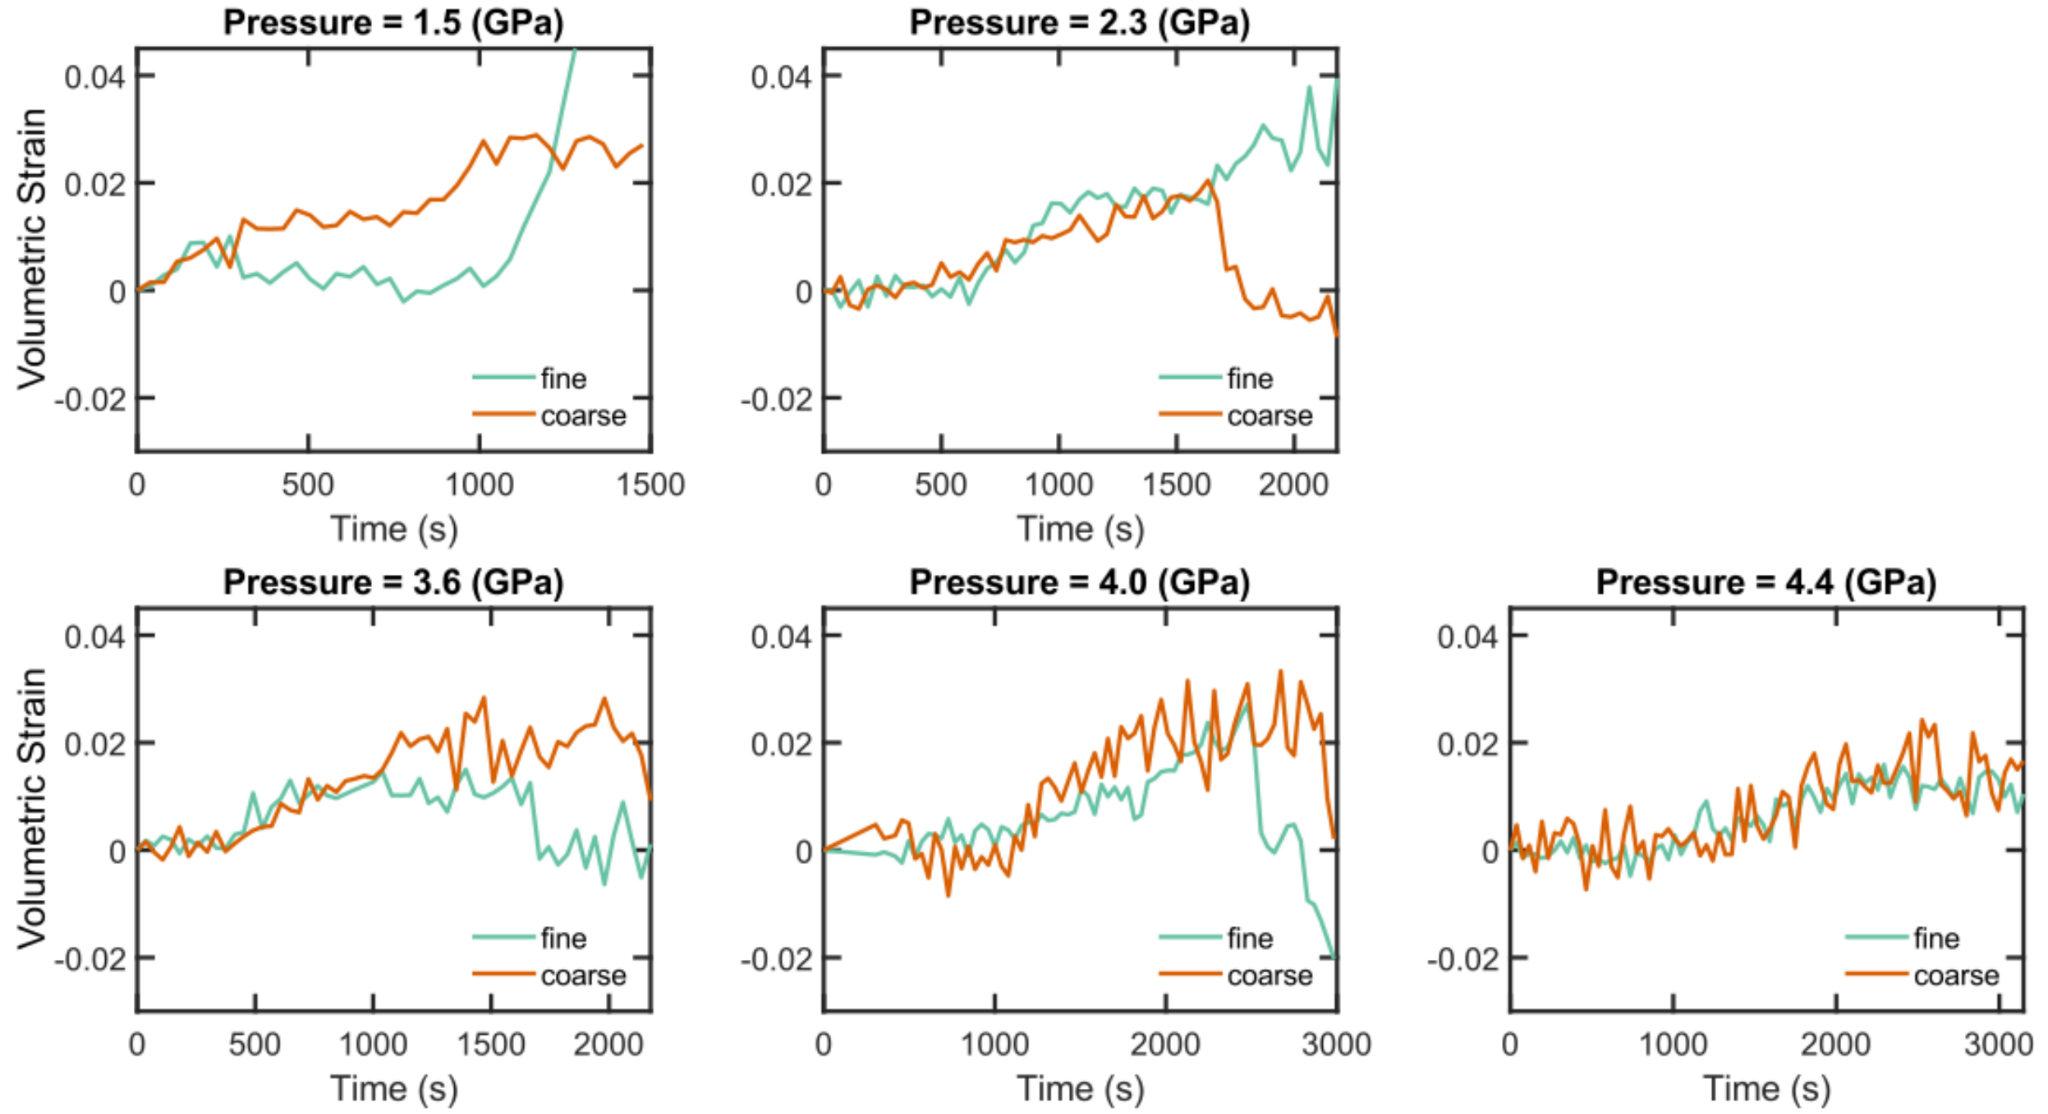 Pressure = 1.5 (GPa)
Volumetric Strain
0.04
0.02
0
-0.02
fine
coarse
0 500 1000 1500
Time (s)
Pressure = 2.3 (GPa)
0.04
0.02
0
-0.02
fine
coarse
0 500 1000 1500 2000
Time (s)
Pressure = 3.6 (GPa)
Volumetric Strain
0.04
0.02
0
-0.02
fine
coarse
0 500 1000 1500 2000
Time (s)
Pressure = 4.0 (GPa)
0.04
0.02
0
-0.02
fine
coarse
0 1000 2000 3000
Time (s)
Pressure = 4.4 (GPa)
0.04
0.02
0
-0.02
fine
coarse
0 1000 2000 3000
Time (s)